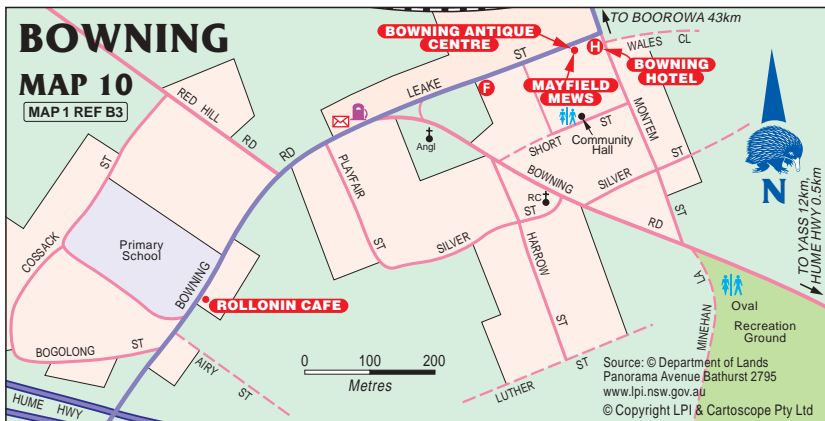 BOWNING
MAP 10
MAP 1 REF B3
TO BOOROWA 43km
BOWNING ANTIQUE
CENTRE
H
WALES CL
BOWNING
HOTEL
MAYFIELD
MEWS
LEAKE ST
F
RED HILL RD
MONTEM ST
SHORT ST
Community
Hall
Angl
PLAYFAIR ST
BOWNING RD
SILVER ST
RC
SILVER ST
HARROW ST
COSSACK ST
Primary
School
BOWNING RD
ROLLONIN CAFE
BOGOLONG ST
AIRY ST
HUME HWY
LUTHER ST
0 100 200
Metres
N
TO YASS 12km,
HUME HWY 0.5km
MINEHAN LA
Oval
Recreation
Ground
Source: © Department of Lands
Panorama Avenue Bathurst 2795
www.lpi.nsw.gov.au
© Copyright LPI & Cartoscope Pty Ltd